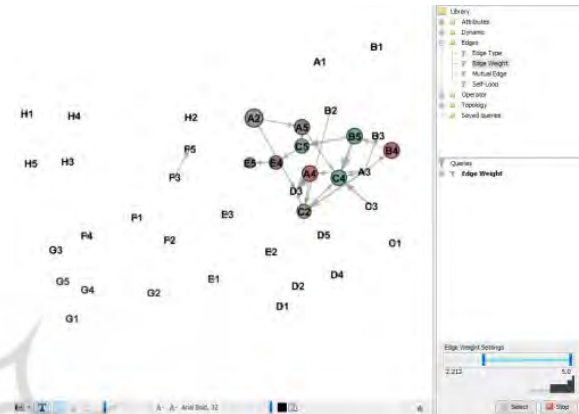 Library
Attributes
Dynamic
Edges
Edge Type
Edge Weight
Mutual Edge
Self-Loop
Operator
Topology
Saved queries
Queries
Edge Weight
Edge Weight Settings
2.212 5.0
Select Stop
A1 B1
H1 H4 H2 A2 A5 B2 B5 B3
C5 B4
H5 H3 F5 E5 E4 A4 C4 A3
F3 D3
F1 E3 C2 C3
F4 F2 D5
G3 E2
G5 G4 G2 E1 D2 D4
G1 D1
A- A- Arial Bold, 32